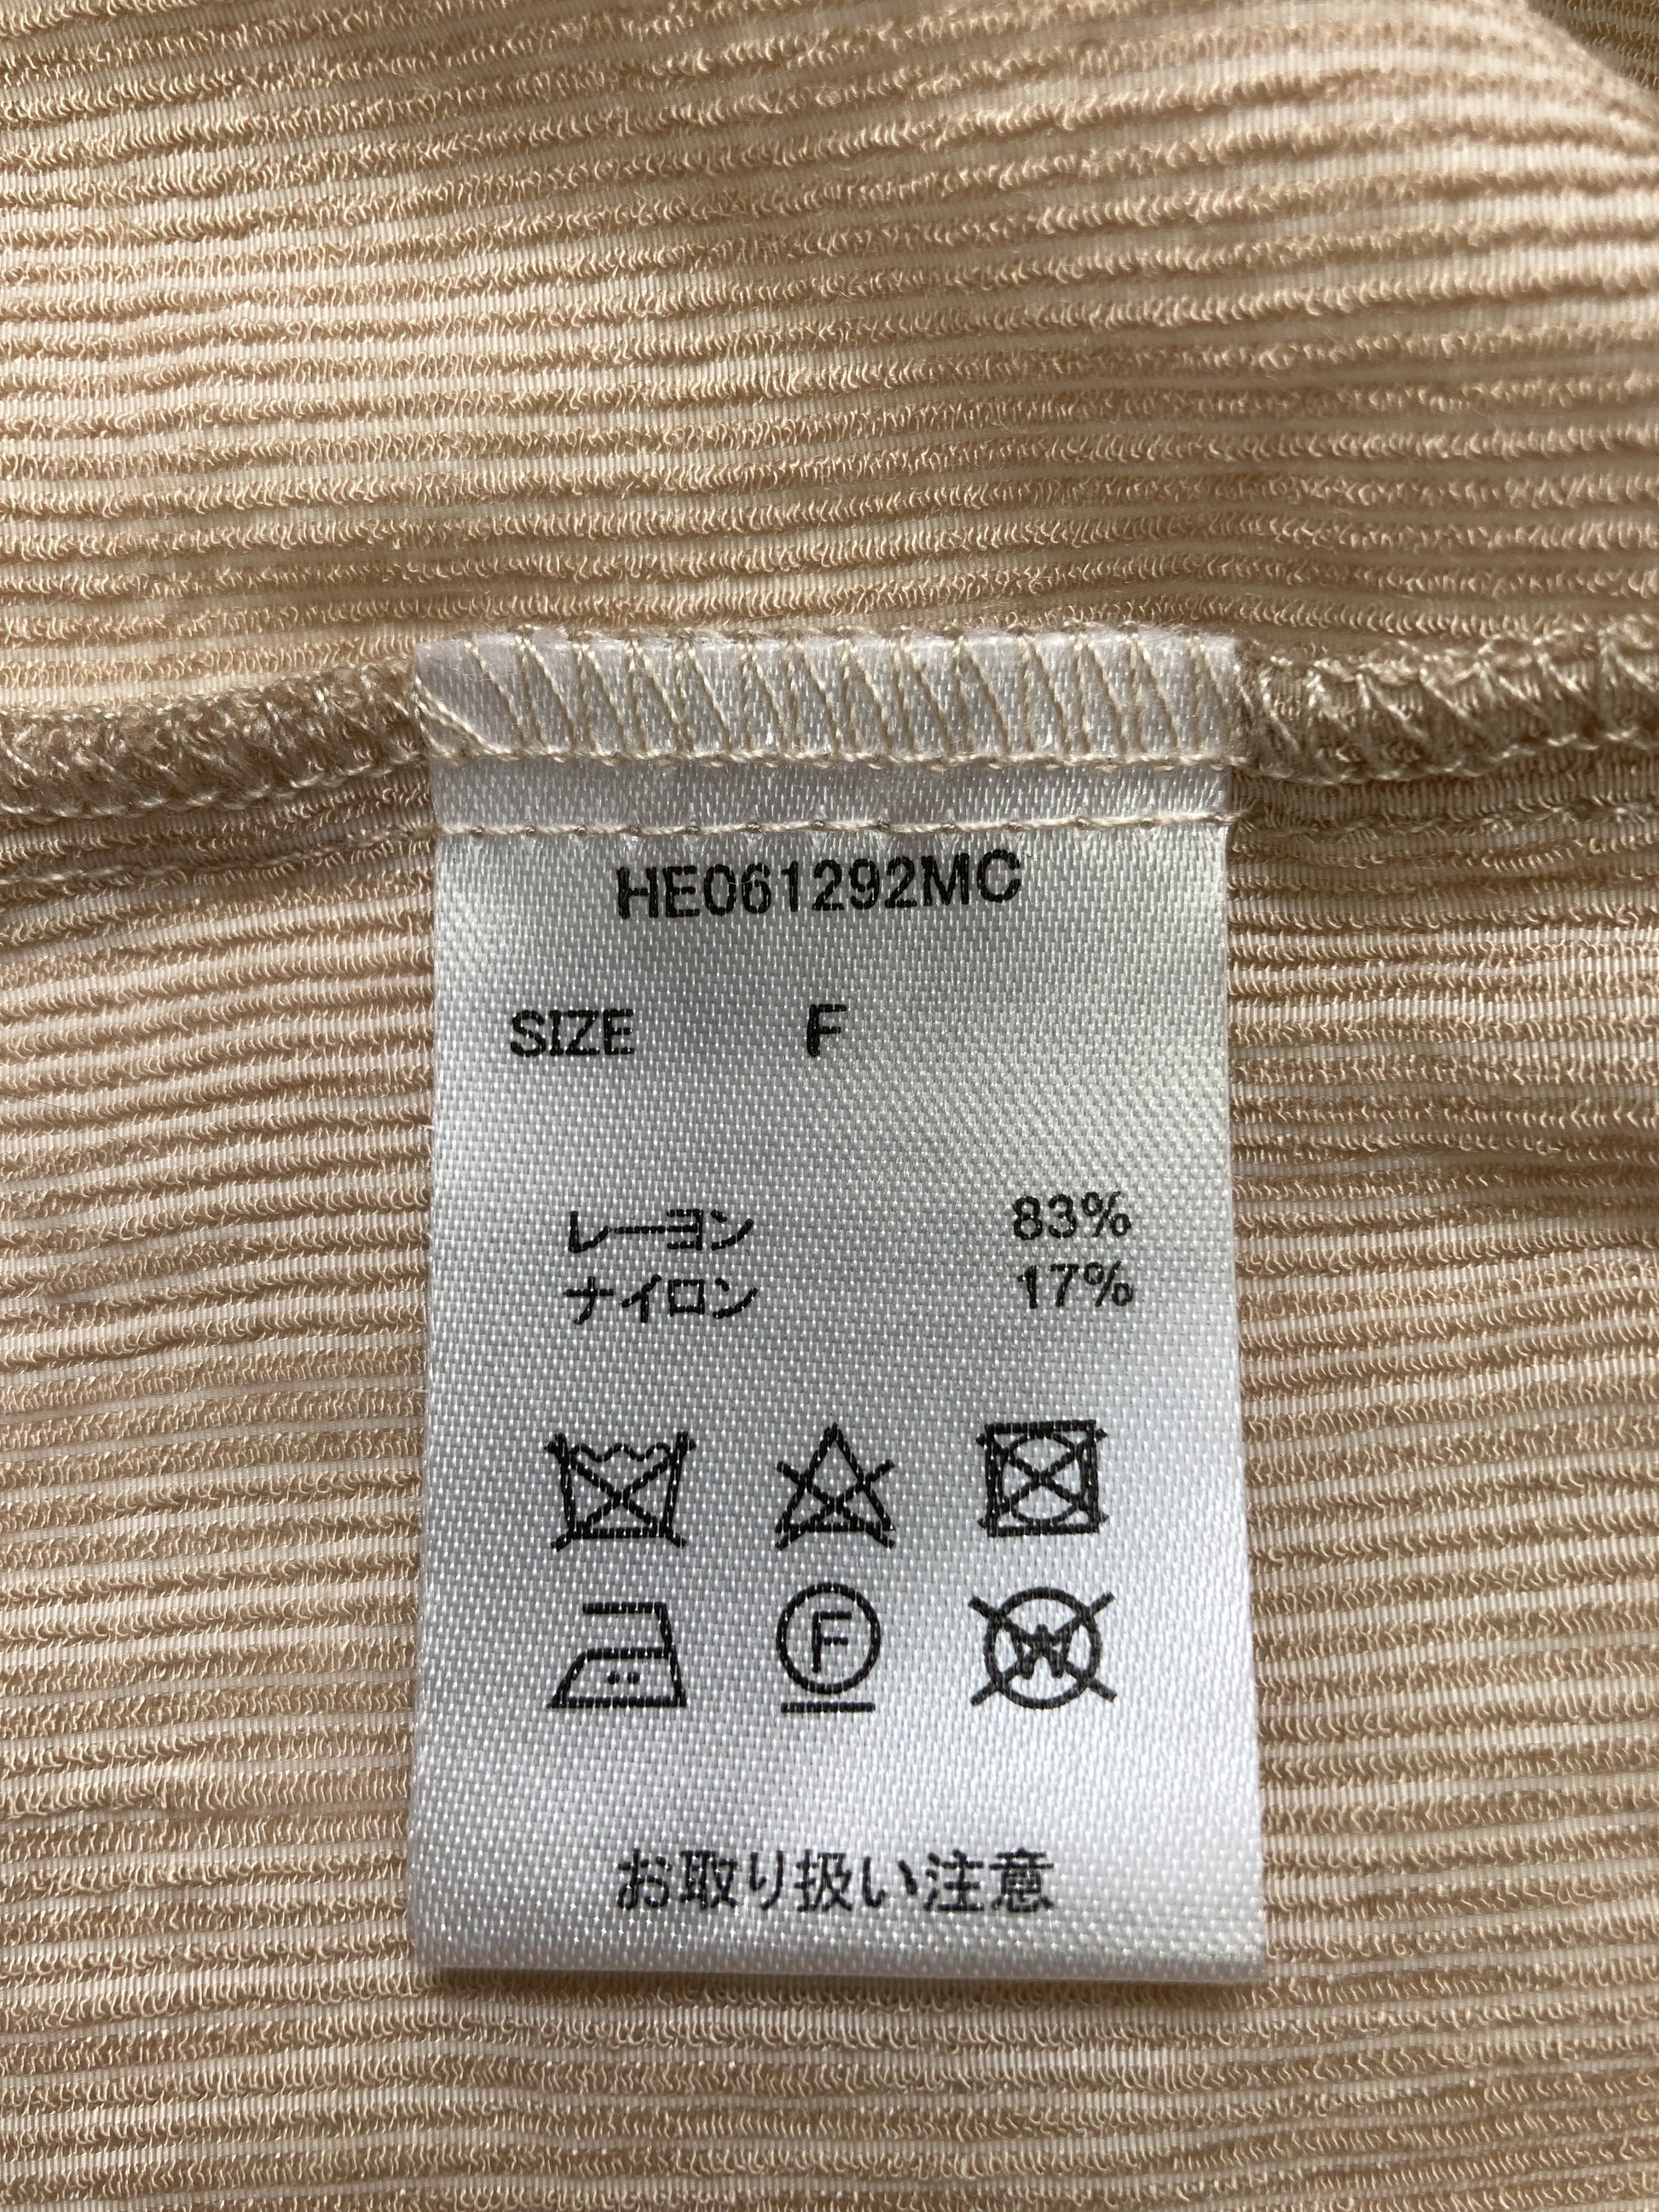 HE061292MC
SIZE F
レーヨン 83%
ナイロン 17%
F W
お取り扱い注意